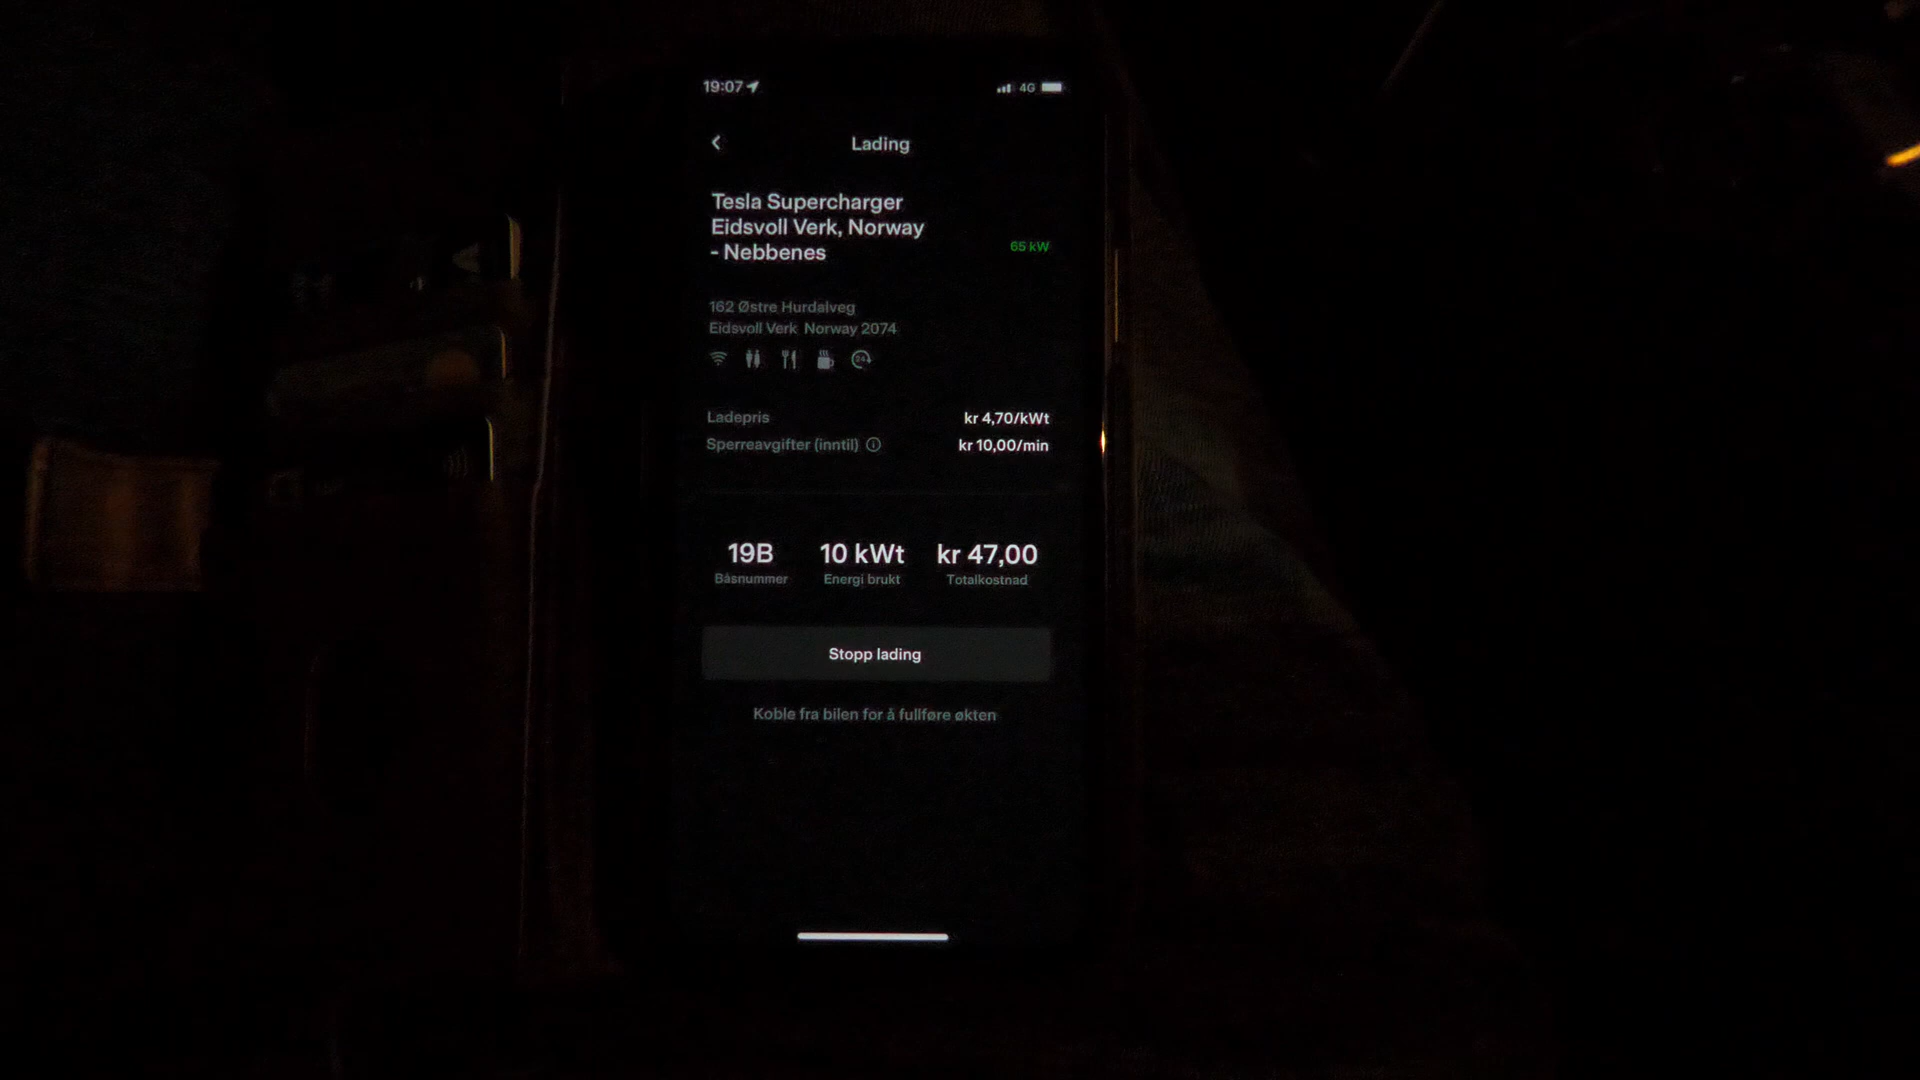 19:07
4G
Lading
Tesla Supercharger
Eidsvoll Verk, Norway
- Nebbenes
65 kW
162 Østre Hurdalveg
Eidsvoll Verk Norway 2074
24
Ladepris kr 4,70/kWt
Sperreavgifter (inntil) kr 10,00/min
19B 10 kWt kr 47,00
Båsnummer Energi brukt Totalkostnad
Stopp lading
Koble fra bilen for å fullføre økten